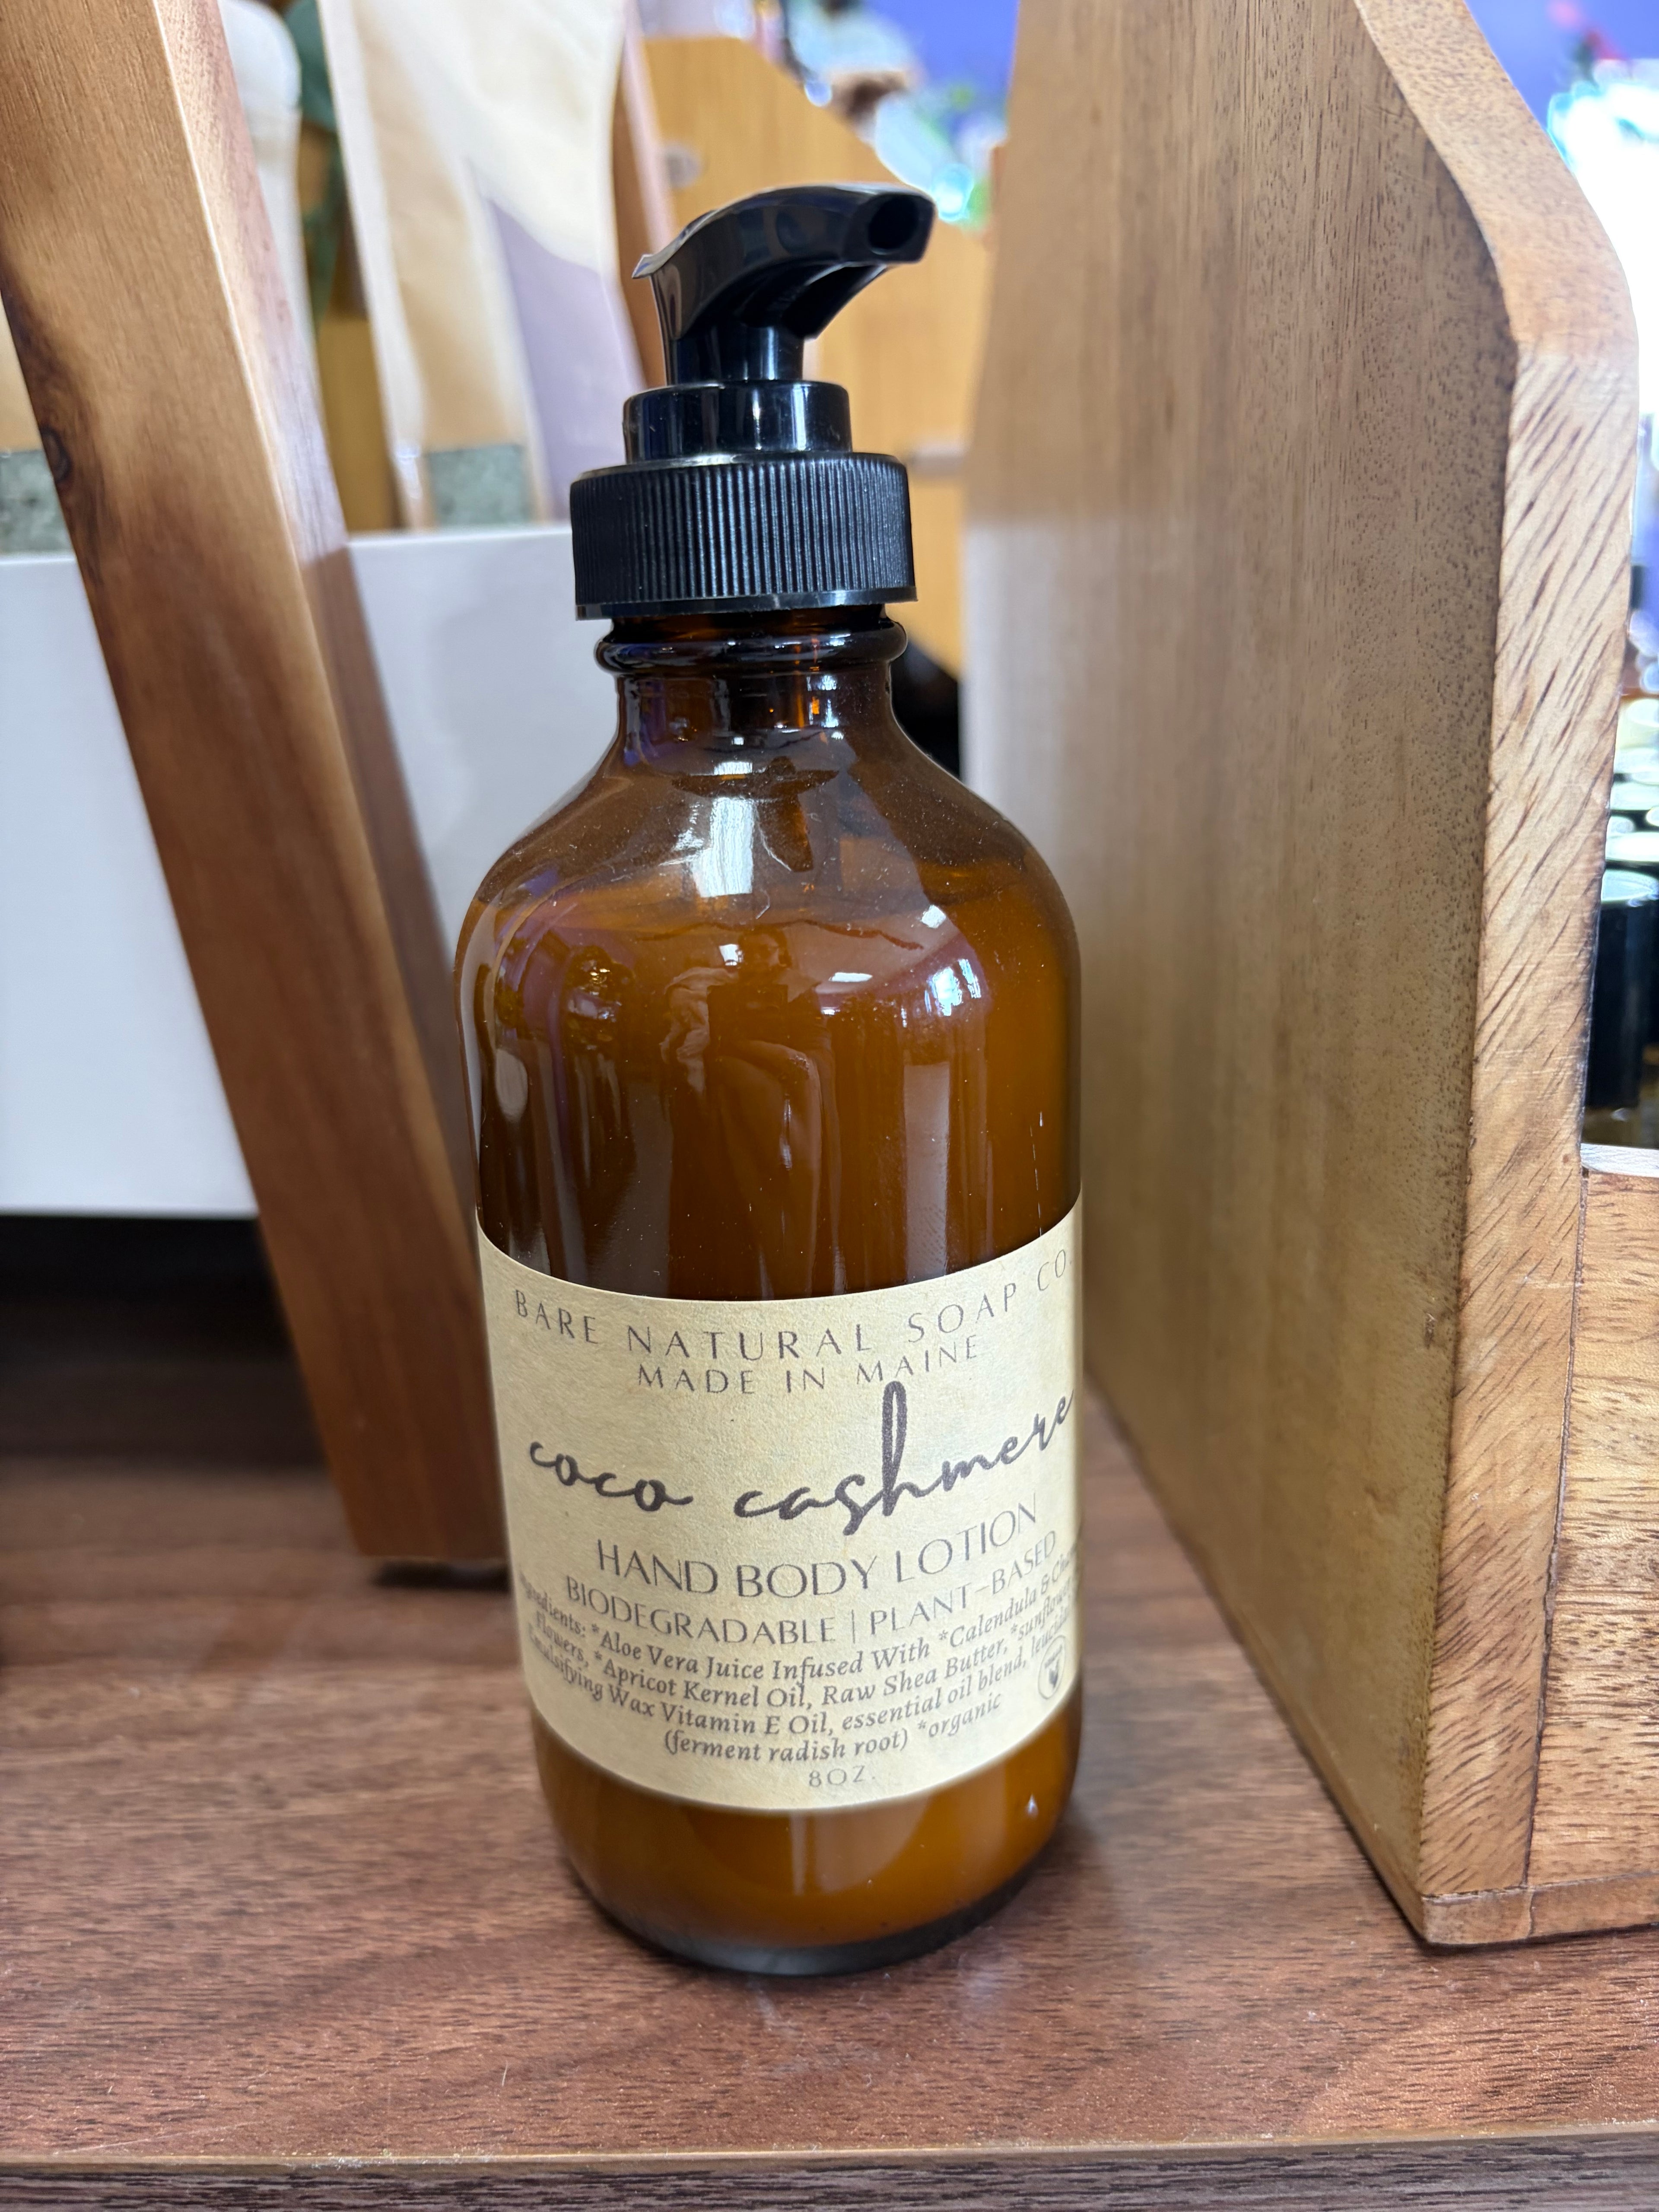 BARE NATURAL SOAP CO.
MADE IN MAINE
coco cashmere
HAND BODY LOTION
BIODEGRADABLE | PLANT-BASED
*Aloe Vera Juice Infused With *Calendula &
Flowers, *Apricot Kernel Oil, Raw Shea Butter,
Emulsifying Wax Vitamin E Oil, essential oil blend,
(ferment radish root) *organic
8OZ.